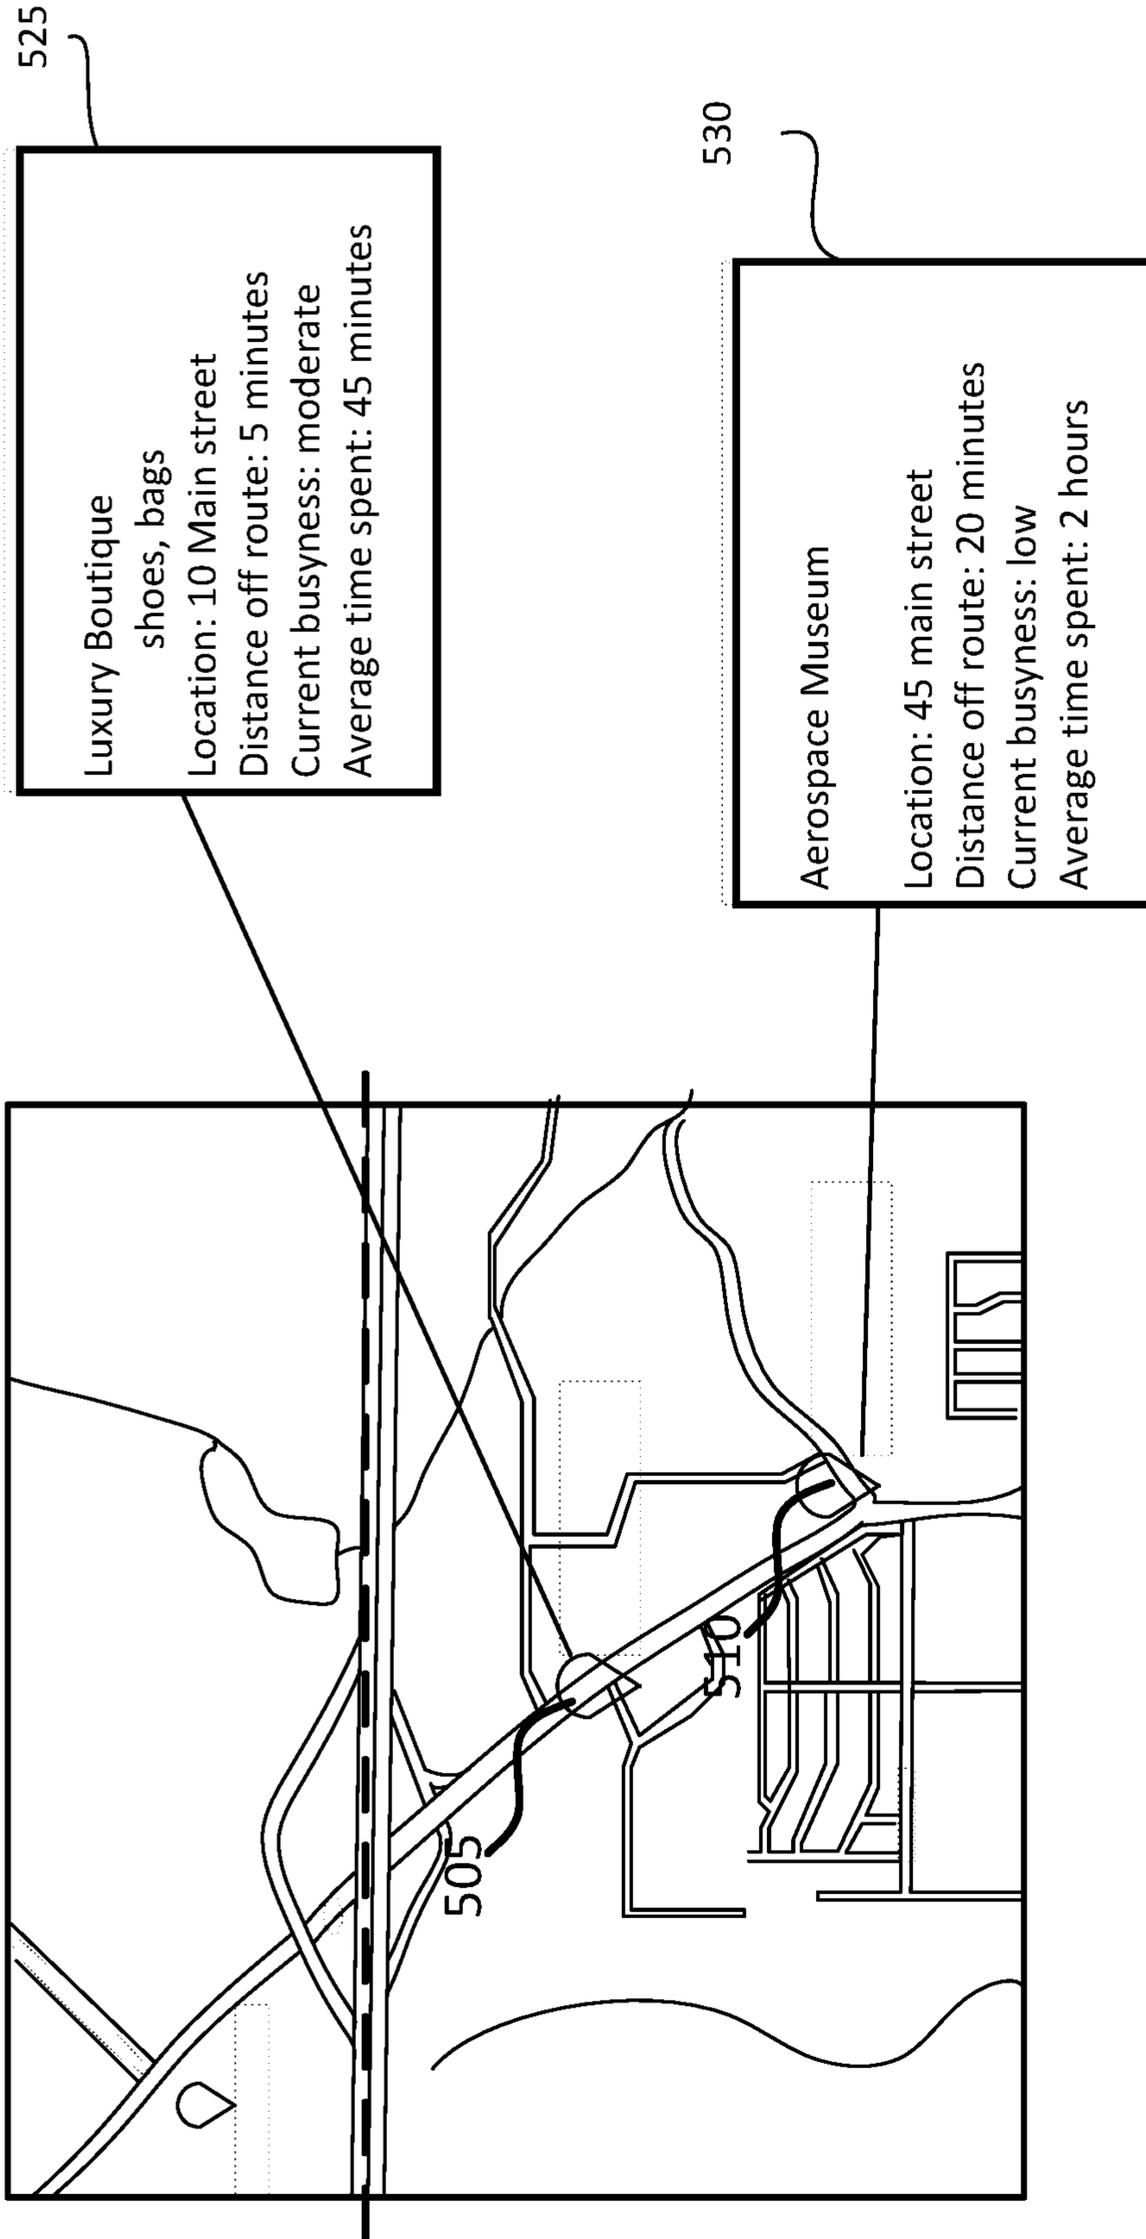 525
Luxury Boutique
shoes, bags
Location: 10 Main street
Distance off route: 5 minutes
Current busyness: moderate
Average time spent: 45 minutes
530
Aerospace Museum
Location: 45 main street
Distance off route: 20 minutes
Current busyness: low
Average time spent: 2 hours
505
510